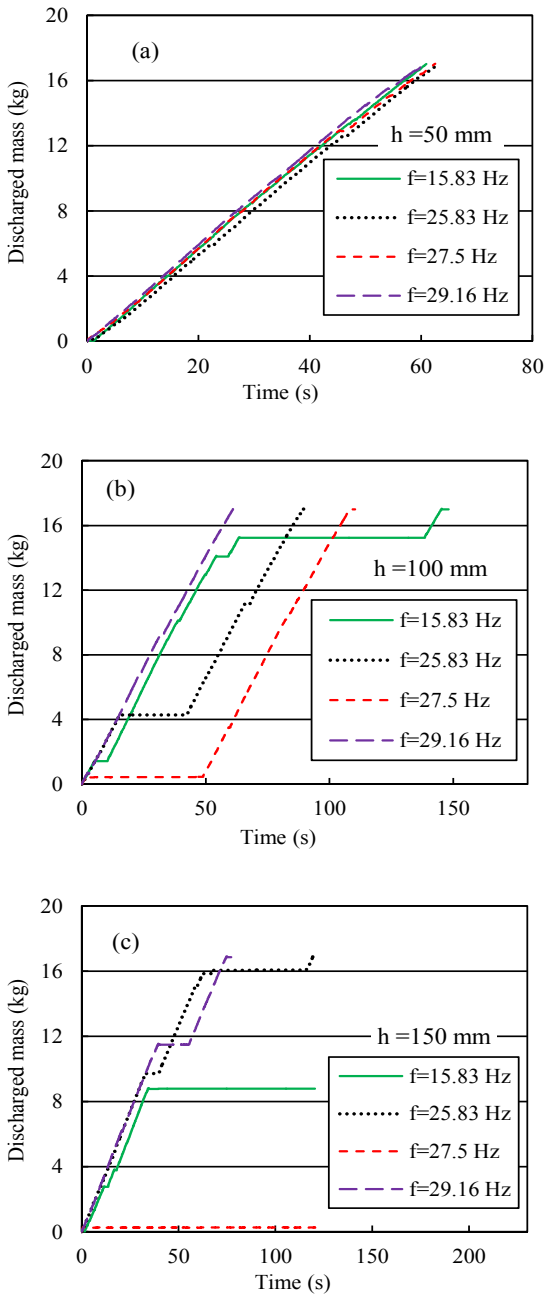 (a)
20
16
12
8
4
0
Discharged mass (kg)
h =50 mm
f=15.83 Hz
f=25.83 Hz
f=27.5 Hz
f=29.16 Hz
0 20 40 60 80
Time (s)
(b)
20
16
12
8
4
0
Discharged mass (kg)
h =100 mm
f=15.83 Hz
f=25.83 Hz
f=27.5 Hz
f=29.16 Hz
0 50 100 150
Time (s)
(c)
20
16
12
8
4
0
Discharged mass (kg)
h =150 mm
f=15.83 Hz
f=25.83 Hz
f=27.5 Hz
f=29.16 Hz
0 50 100 150 200
Time (s)